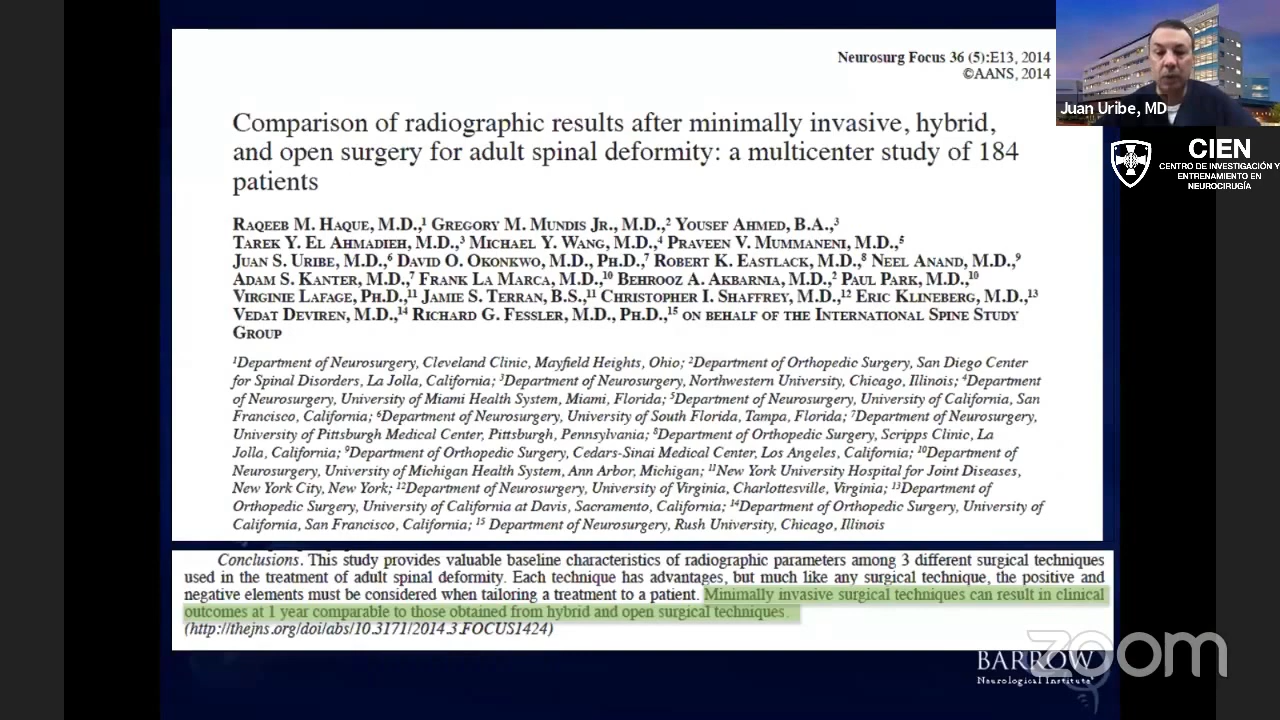 Neurosurg Focus 36 (5):E13, 2014
©AANS, 2014
Comparison of radiographic results after minimally invasive, hybrid,
and open surgery for adult spinal deformity: a multicenter study of 184
patients
Raqeeb M. Haque, M.D.,1 Gregory M. Mundis Jr., M.D.,2 Yousef Ahmed, B.A.,3
Tarek Y. El Ahmadieh, M.D.,3 Michael Y. Wang, M.D.,4 Praveen V. Mummaneni, M.D.,5
Juan S. Uribe, M.D.,6 David O. Okonkwo, M.D., Ph.D.,7 Robert K. Eastlack, M.D.,8 Neel Anand, M.D.,9
Adam S. Kanter, M.D.,7 Frank La Marca, M.D.,10 Behrooz A. Akbarnia, M.D.,2 Paul Park, M.D.,10
Virginie Lafage, Ph.D.,11 Jamie S. Terran, B.S.,11 Christopher I. Shaffrey, M.D.,12 Eric Klineberg, M.D.,13
Vedat Deviren, M.D.,14 Richard G. Fessler, M.D., Ph.D.,15 on behalf of the International Spine Study
Group
1Department of Neurosurgery, Cleveland Clinic, Mayfield Heights, Ohio; 2Department of Orthopedic Surgery, San Diego Center
for Spinal Disorders, La Jolla, California; 3Department of Neurosurgery, Northwestern University, Chicago, Illinois; 4Department
of Neurosurgery, University of Miami Health System, Miami, Florida; 5Department of Neurosurgery, University of California, San
Francisco, California; 6Department of Neurosurgery, University of South Florida, Tampa, Florida; 7Department of Neurosurgery,
University of Pittsburgh Medical Center, Pittsburgh, Pennsylvania; 8Department of Orthopedic Surgery, Scripps Clinic, La
Jolla, California; 9Department of Orthopedic Surgery, Cedars-Sinai Medical Center, Los Angeles, California; 10Department of
Neurosurgery, University of Michigan Health System, Ann Arbor, Michigan; 11New York University Hospital for Joint Diseases,
New York City, New York; 12Department of Neurosurgery, University of Virginia, Charlottesville, Virginia; 13Department of
Orthopedic Surgery, University of California at Davis, Sacramento, California; 14Department of Orthopedic Surgery, University of
California, San Francisco, California; 15 Department of Neurosurgery, Rush University, Chicago, Illinois
Conclusions. This study provides valuable baseline characteristics of radiographic parameters among 3 different surgical techniques
used in the treatment of adult spinal deformity. Each technique has advantages, but much like any surgical technique, the positive and
negative elements must be considered when tailoring a treatment to a patient. Minimally invasive surgical techniques can result in clinical
outcomes at 1 year comparable to those obtained from hybrid and open surgical techniques.
(http://thejns.org/doi/abs/10.3171/2014.3.FOCUS1424)
Juan Uribe, MD
CIEN
CENTRO DE INVESTIGACIÓN Y
ENTRENAMIENTO EN
NEUROCIRUGÍA
BARROW
Neurological Institute
zoom